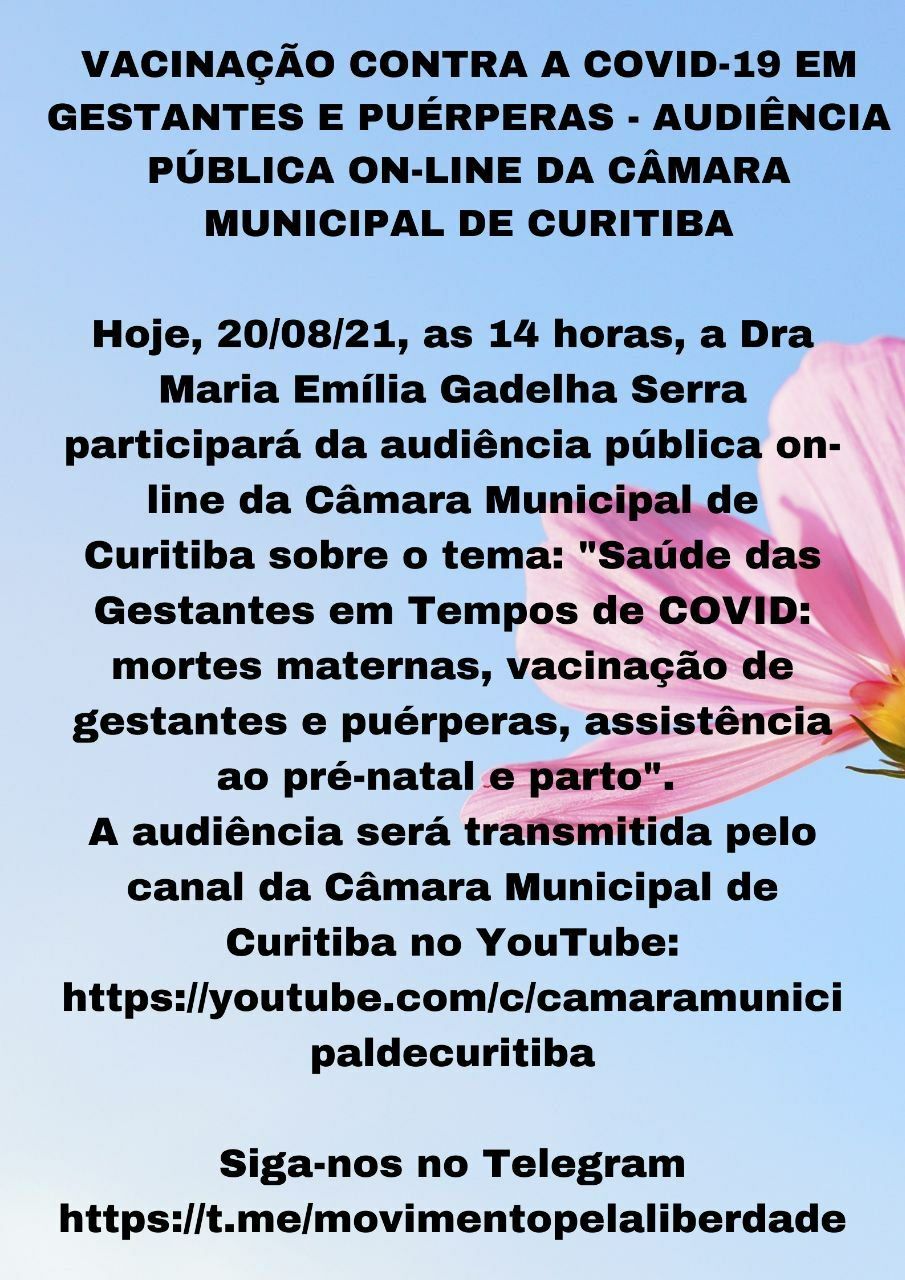 VACINAÇÃO CONTRA A COVID-19 EM
GESTANTES E PUÉRPERAS - AUDIÊNCIA
PÚBLICA ON-LINE DA CÂMARA
MUNICIPAL DE CURITIBA
Hoje, 20/08/21, as 14 horas, a Dra
Maria Emília Gadelha Serra
participará da audiência pública on-
line da Câmara Municipal de
Curitiba sobre o tema: "Saúde das
Gestantes em Tempos de COVID:
mortes maternas, vacinação de
gestantes e puérperas, assistência
ao pré-natal e parto".
A audiência será transmitida pelo
canal da Câmara Municipal de
Curitiba no YouTube:
https://youtube.com/c/camaramunici
paldecuritiba
Siga-nos no Telegram
https://t.me/movimentopelaliberdade